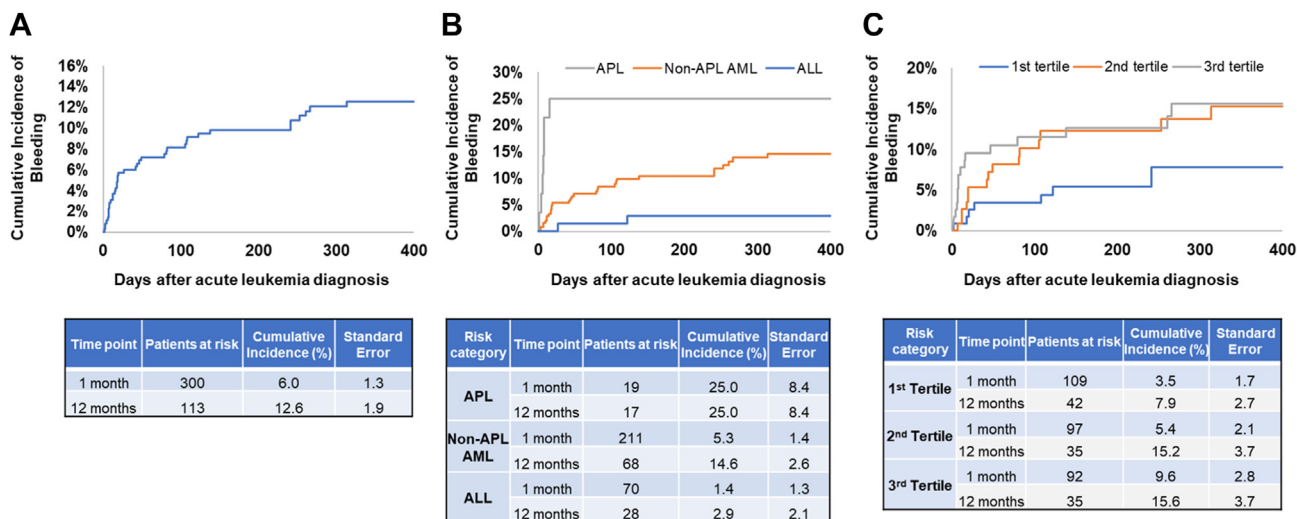 A
Cumulative Incidence of Bleeding
16%
14%
12%
10%
8%
6%
4%
2%
0%
0 100 200 300 400
Days after acute leukemia diagnosis
Time point Patients at risk Cumulative Incidence (%) Standard Error
1 month 300 6.0 1.3
12 months 113 12.6 1.9
B
Cumulative Incidence of Bleeding
APL Non-APL AML ALL
30%
25%
20%
15%
10%
5%
0%
0 100 200 300 400
Days after acute leukemia diagnosis
Risk category Time point Patients at risk Cumulative Incidence (%) Standard Error
APL 1 month 19 25.0 8.4
12 months 17 25.0 8.4
Non-APL AML 1 month 211 5.3 1.4
12 months 68 14.6 2.6
ALL 1 month 70 1.4 1.3
12 months 28 2.9 2.1
C
Cumulative Incidence of Bleeding
1st tertile 2nd tertile 3rd tertile
20%
15%
10%
5%
0%
0 100 200 300 400
Days after acute leukemia diagnosis
Risk category Time point Patients at risk Cumulative Incidence (%) Standard Error
1st Tertile 1 month 109 3.5 1.7
12 months 42 7.9 2.7
2nd Tertile 1 month 97 5.4 2.1
12 months 35 15.2 3.7
3rd Tertile 1 month 92 9.6 2.8
12 months 35 15.6 3.7